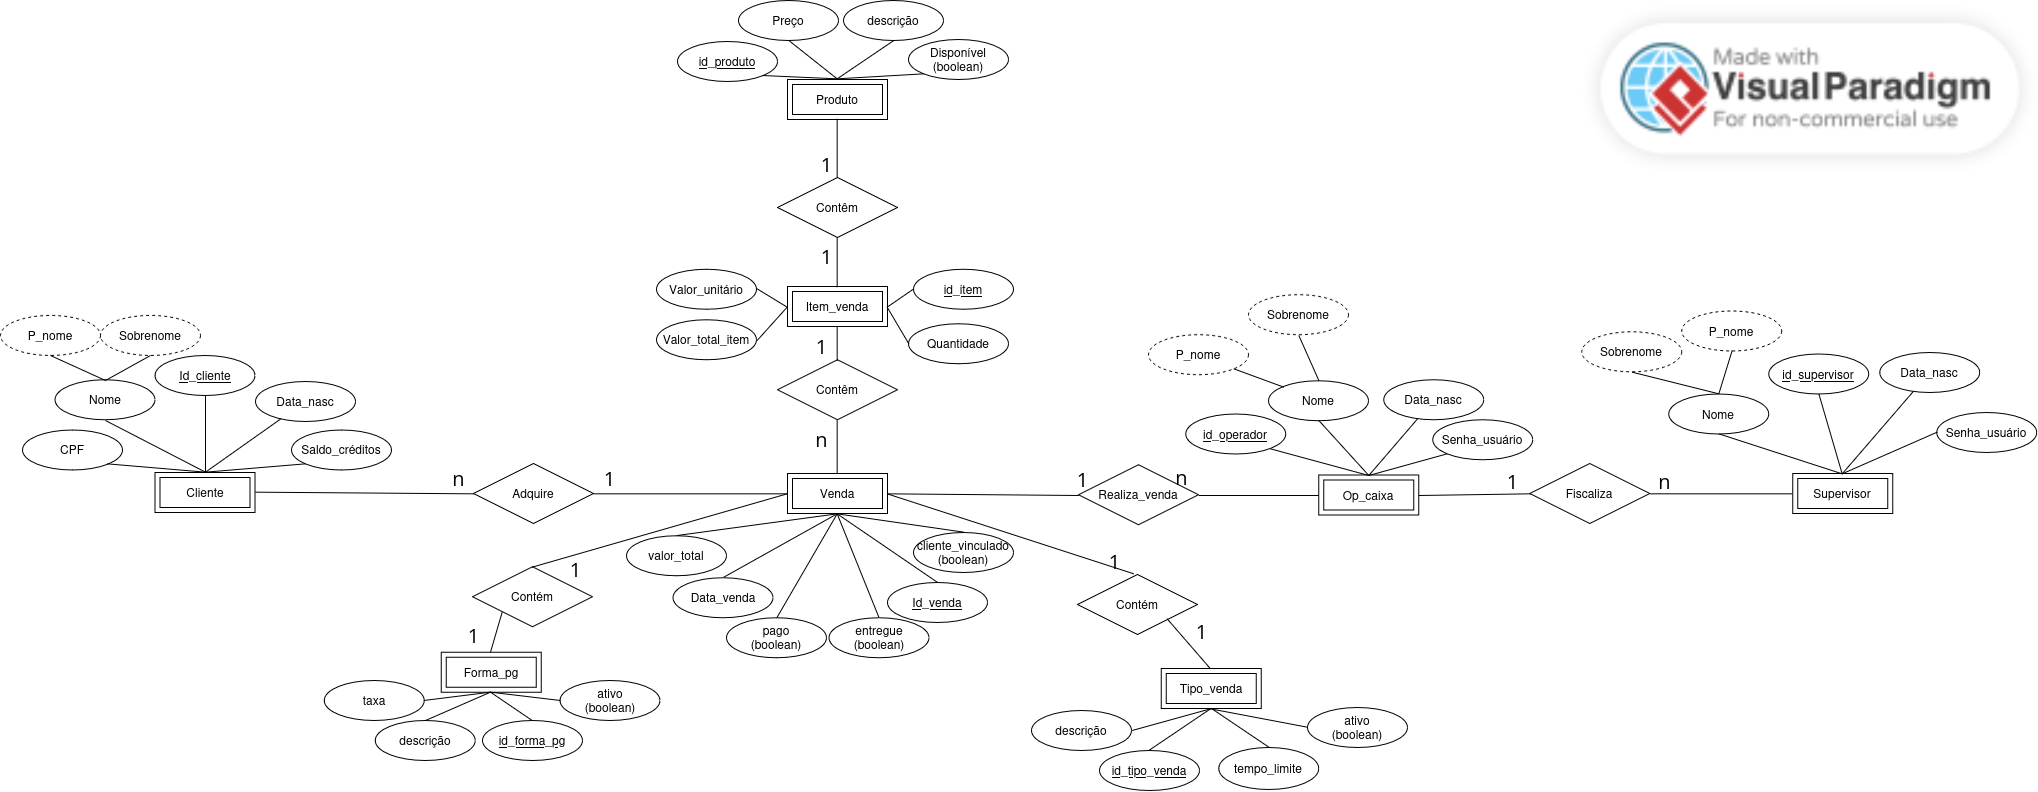 Preço
descrição
id_produto
Disponível
(boolean)
Produto
Made with
Visual Paradigm
For non-commercial use
1
Contêm
1
Valor_unitário
id_item
Item_venda
Valor_total_item
Quantidade
1
Contêm
n
P_nome
Sobrenome
Id_cliente
Nome
Data_nasc
CPF
Saldo_créditos
Cliente
n
Adquire
1
Venda
1
Realiza_venda
n
Sobrenome
P_nome
Nome
Data_nasc
id_operador
Senha_usuário
Op_caixa
1
Fiscaliza
n
P_nome
Sobrenome
id_supervisor
Data_nasc
Nome
Senha_usuário
Supervisor
valor_total
cliente_vinculado
(boolean)
Data_venda
Id_venda
pago
(boolean)
entregue
(boolean)
1
Contém
1
Forma_pg
taxa
ativo
(boolean)
descrição
id_forma_pg
1
Contém
1
Tipo_venda
descrição
ativo
(boolean)
id_tipo_venda
tempo_limite